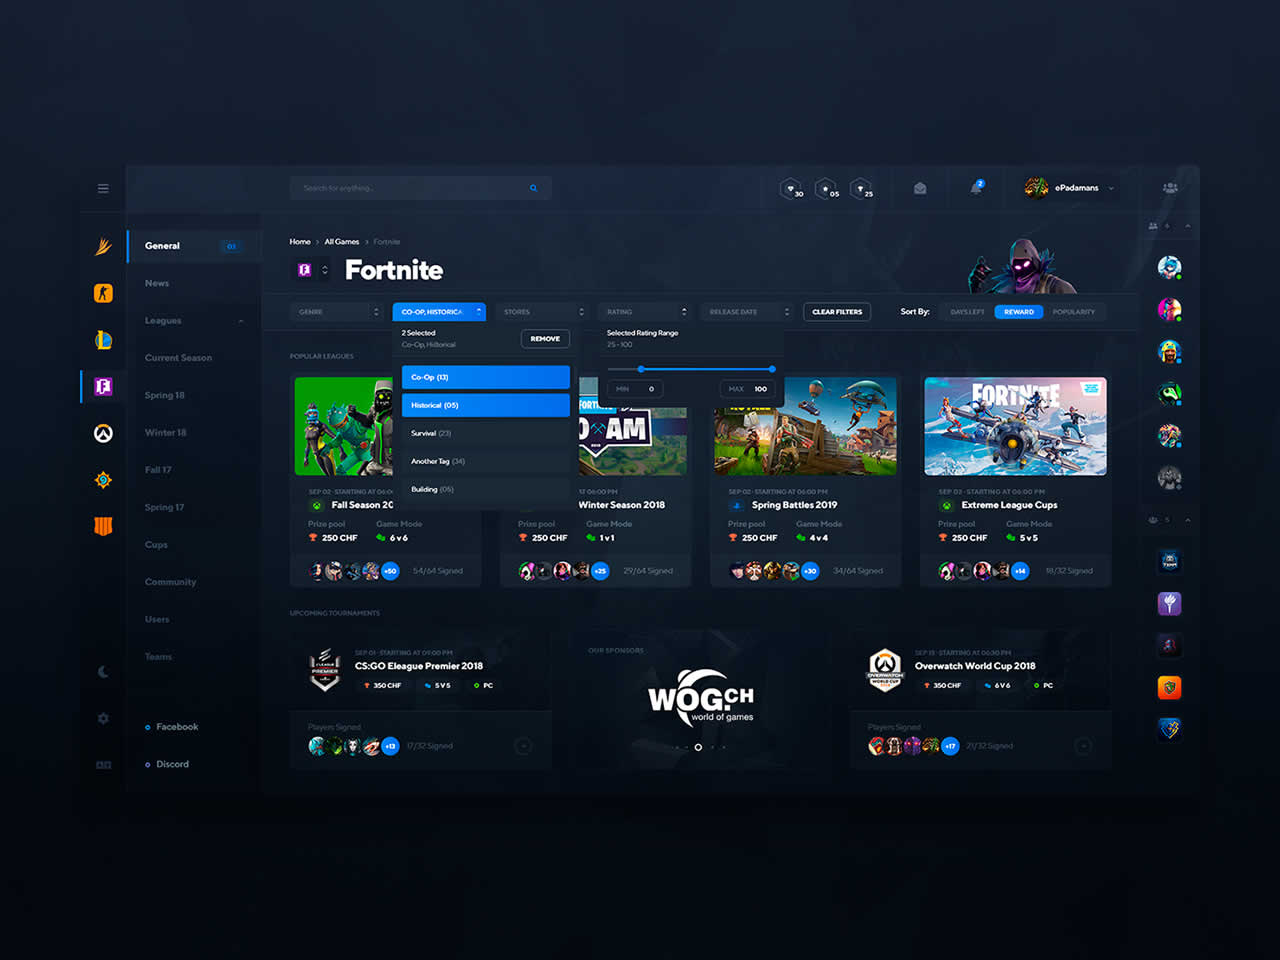 Search for anything...
30
05
25
2
ePadamans
6
General
03
News
Leagues
Current Season
Spring 18
Winter 18
Fall 17
Spring 17
Cups
Community
Users
Teams
Facebook
Discord
Home > All Games > Fortnite
Fortnite
GENRE
CO-OP, HISTORICA
STORES
RATING
RELEASE DATE
CLEAR FILTERS
Sort By:
DAYS LEFT
REWARD
POPULARITY
2 Selected
Co-Op, Historical
REMOVE
Co-Op (13)
Historical (05)
Survival (23)
Another Tag (34)
Building (05)
Selected Rating Range
25 - 100
MIN 0
MAX 100
POPULAR LEAGUES
SEP 02 · STARTING AT 06:
Fall Season 20
Prize pool
Game Mode
250 CHF
6 v 6
+50
54/64 Signed
AM
06:00 PM
Winter Season 2018
Prize pool
Game Mode
250 CHF
1 v 1
+25
29/64 Signed
SEP 02 · STARTING AT 06:00 PM
Spring Battles 2019
Prize pool
Game Mode
250 CHF
4 v 4
+30
34/64 Signed
FORTNITE
SEP 02 · STARTING AT 06:00 PM
Extreme League Cups
Prize pool
Game Mode
250 CHF
5 v 5
+14
18/32 Signed
5
UPCOMING TOURNAMENTS
SEP 01 · STARTING AT 09:00 PM
CS:GO Eleague Premier 2018
PREMIER
350 CHF
5 V 5
PC
Players Signed
+13
17/32 Signed
OUR SPONSORS
WOG.CH
world of games
SEP 15 · STARTING AT 06:30 PM
Overwatch World Cup 2018
OVERWATCH
WORLD CUP
350 CHF
6 V 6
PC
Players Signed
+17
21/32 Signed